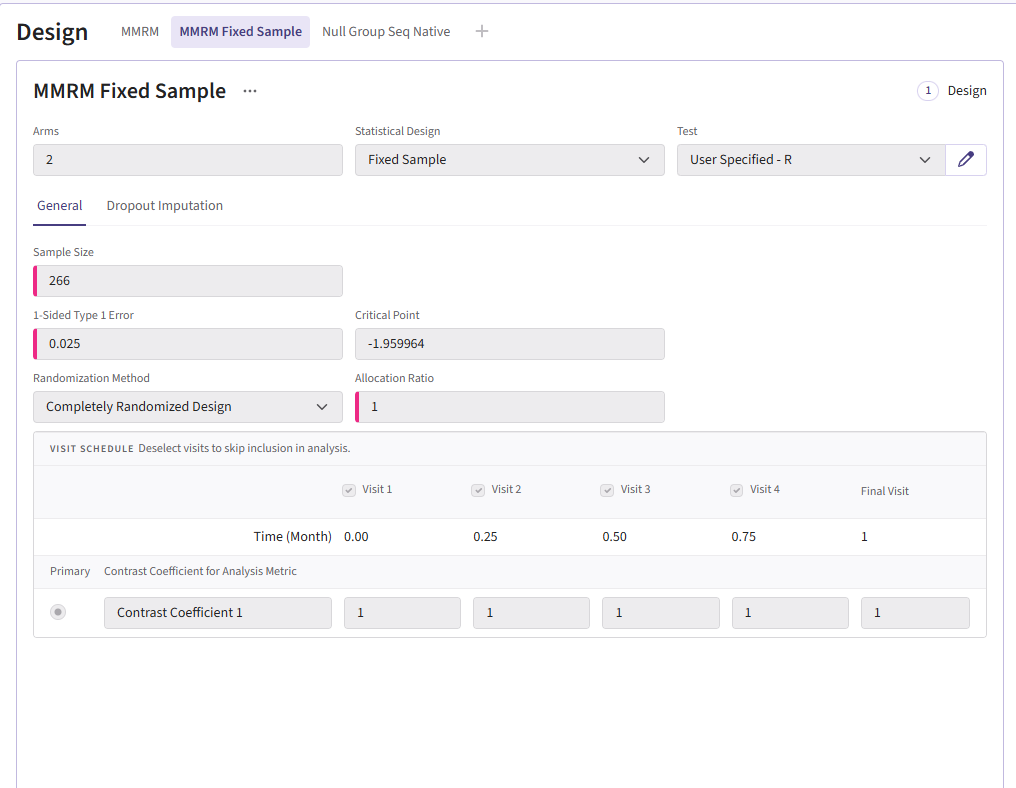 Design MMRM MMRM Fixed Sample Null Group Seq Native +
MMRM Fixed Sample ... 1 Design
Arms Statistical Design Test
2 Fixed Sample User Specified - R
General Dropout Imputation
Sample Size
266
1-Sided Type 1 Error Critical Point
0.025 -1.959964
Randomization Method Allocation Ratio
Completely Randomized Design 1
VISIT SCHEDULE Deselect visits to skip inclusion in analysis.
Visit 1 Visit 2 Visit 3 Visit 4 Final Visit
Time (Month) 0.00 0.25 0.50 0.75 1
Primary Contrast Coefficient for Analysis Metric
Contrast Coefficient 1 1 1 1 1 1